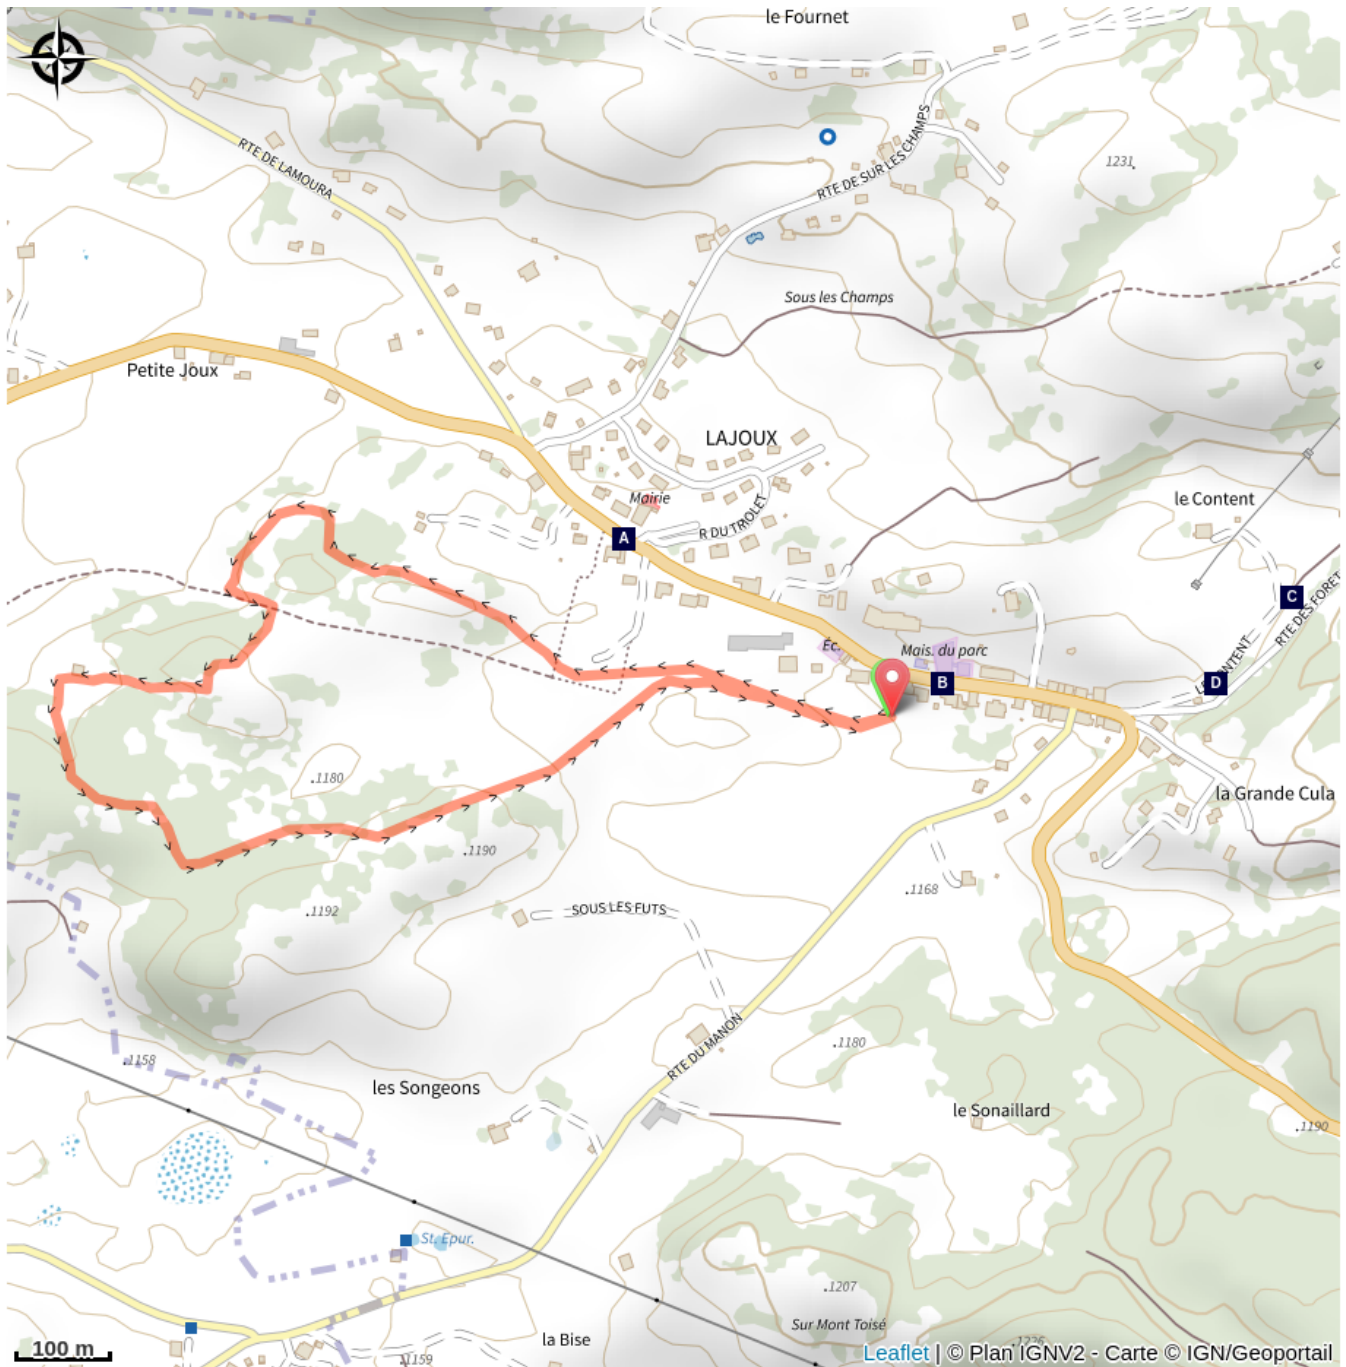 le Fournet
RTE DE LAMOURA
RTE DE SUR LES CHAMPS
1231
Sous les Champs
Petite Joux
LAJOUX
Mairie
R DU TRIOLET
le Content
A
C
RTE DES FORET
Éc.
Mais. du parc
B
D
1180
la Grande Cula
1190
1168
1192
SOUS LES FUTS
RTE DU MANON
1180
1158
les Songeons
le Sonaillard
1190
St. Epur.
1207
Sur Mont Toisé
la Bise
1226
1159
100 m
Leaflet | © Plan IGNV2 - Carte © IGN/Geoportail